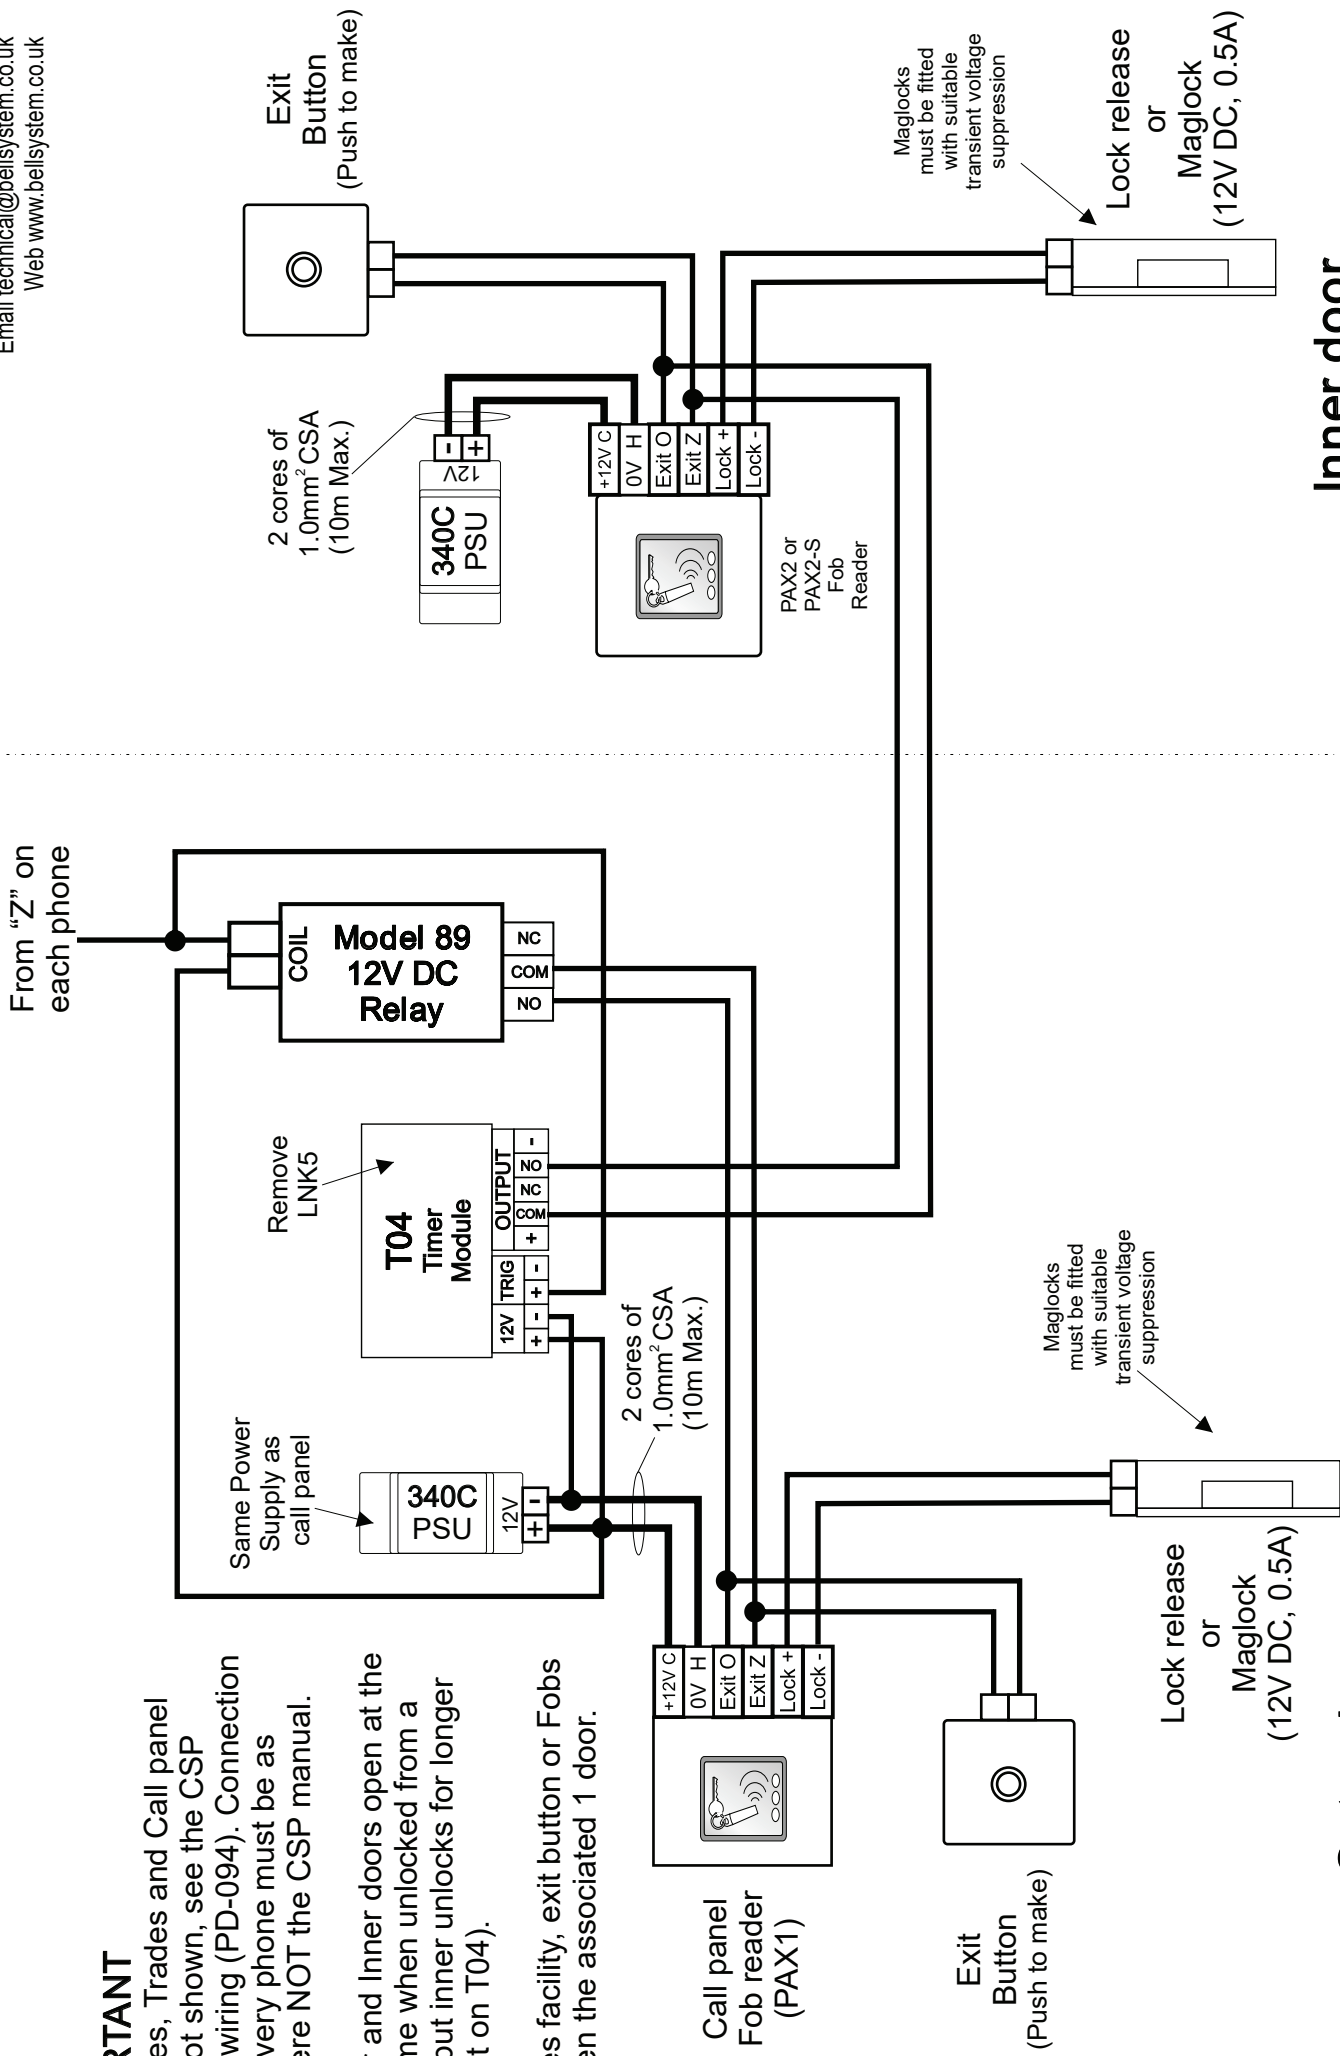 Email technical@bellsystem.co.uk
Web www.bellsystem.co.uk
RTANT
es, Trades and Call panel
ot shown, see the CSP
wiring (PD-094). Connection
very phone must be as
ere NOT the CSP manual.
r and Inner doors open at the
me when unlocked from a
but inner unlocks for longer
t on T04).
es facility, exit button or Fobs
en the associated 1 door.
Same Power
Supply as
call panel
340C
PSU
12V
+
-
Remove
LNK5
T04
Timer
Module
12V
TRIG
OUTPUT
+
-
+
-
+
COM
NC
NO
-
From “Z” on
each phone
COIL
Model 89
12V DC
Relay
NO
COM
NC
2 cores of
1.0mm² CSA
(10m Max.)
Call panel
Fob reader
(PAX1)
+12V C
0V H
Exit O
Exit Z
Lock +
Lock -
Exit
Button
(Push to make)
Lock release
or
Maglock
(12V DC, 0.5A)
Maglocks
must be fitted
with suitable
transient voltage
suppression
2 cores of
1.0mm² CSA
(10m Max.)
340C
PSU
12V
-
+
Exit
Button
(Push to make)
+12V C
0V H
Exit O
Exit Z
Lock +
Lock -
PAX2 or
PAX2-S
Fob
Reader
Maglocks
must be fitted
with suitable
transient voltage
suppression
Lock release
or
Maglock
(12V DC, 0.5A)
Inner door